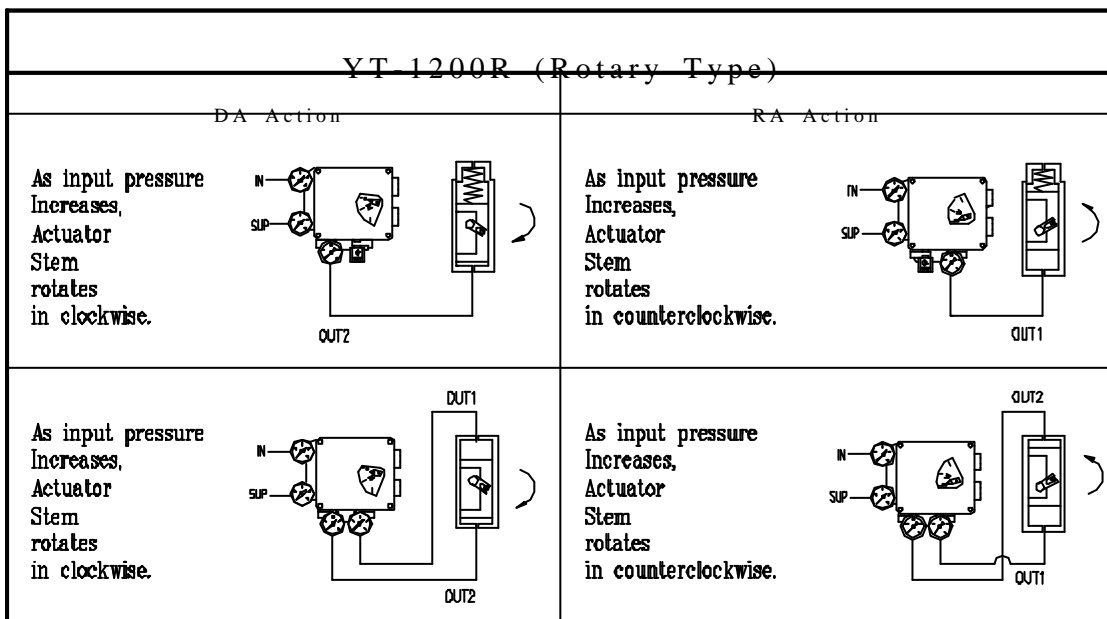 YT-1200R (Rotary Type)
DA Action
RA Action
As input pressure
Increases,
Actuator
Stem
rotates
in clockwise.
IN
SUP
OUT2
As input pressure
Increases,
Actuator
Stem
rotates
in counterclockwise.
IN
SUP
OUT1
As input pressure
Increases,
Actuator
Stem
rotates
in clockwise.
OUT1
IN
SUP
OUT2
As input pressure
Increases,
Actuator
Stem
rotates
in counterclockwise.
OUT2
IN
SUP
OUT1